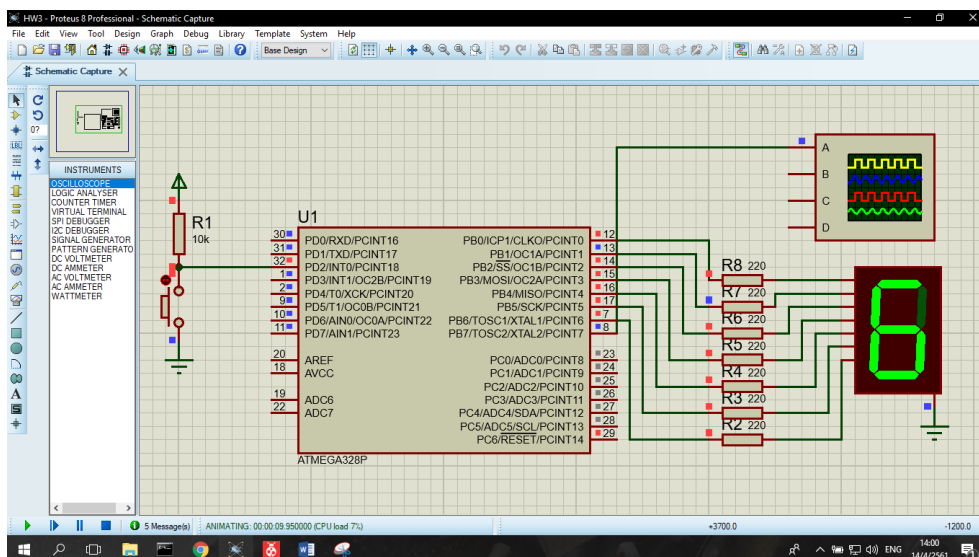 HW3 - Proteus 8 Professional - Schematic Capture
File Edit View Tool Design Graph Debug Library Template System Help
Base Design
Schematic Capture
0?
LBL
INSTRUMENTS
OSCILLOSCOPE
LOGIC ANALYSER
COUNTER TIMER
VIRTUAL TERMINAL
SPI DEBUGGER
I2C DEBUGGER
SIGNAL GENERATOR
PATTERN GENERATO
DC VOLTMETER
DC AMMETER
AC VOLTMETER
AC AMMETER
WATTMETER
R1
10k
U1
30 PD0/RXD/PCINT16 PB0/ICP1/CLKO/PCINT0 12
31 PD1/TXD/PCINT17 PB1/OC1A/PCINT1 13
32 PD2/INT0/PCINT18 PB2/SS/OC1B/PCINT2 14
1 PD3/INT1/OC2B/PCINT19 PB3/MOSI/OC2A/PCINT3 15
2 PD4/T0/XCK/PCINT20 PB4/MISO/PCINT4 16
9 PD5/T1/OC0B/PCINT21 PB5/SCK/PCINT5 17
10 PD6/AIN0/OC0A/PCINT22 PB6/TOSC1/XTAL1/PCINT6 7
11 PD7/AIN1/PCINT23 PB7/TOSC2/XTAL2/PCINT7 8
20 AREF PC0/ADC0/PCINT8 23
18 AVCC PC1/ADC1/PCINT9 24
PC2/ADC2/PCINT10 25
19 ADC6 PC3/ADC3/PCINT11 26
22 ADC7 PC4/ADC4/SDA/PCINT12 27
PC5/ADC5/SCL/PCINT13 28
PC6/RESET/PCINT14 29
ATMEGA328P
A
B
C
D
R8 220
R7 220
R6 220
R5 220
R4 220
R3 220
R2 220
6
5 Message(s) ANIMATING: 00:00:09.950000 (CPU load 7%) +3700.0 -1200.0
ENG 14:00
14/4/2561